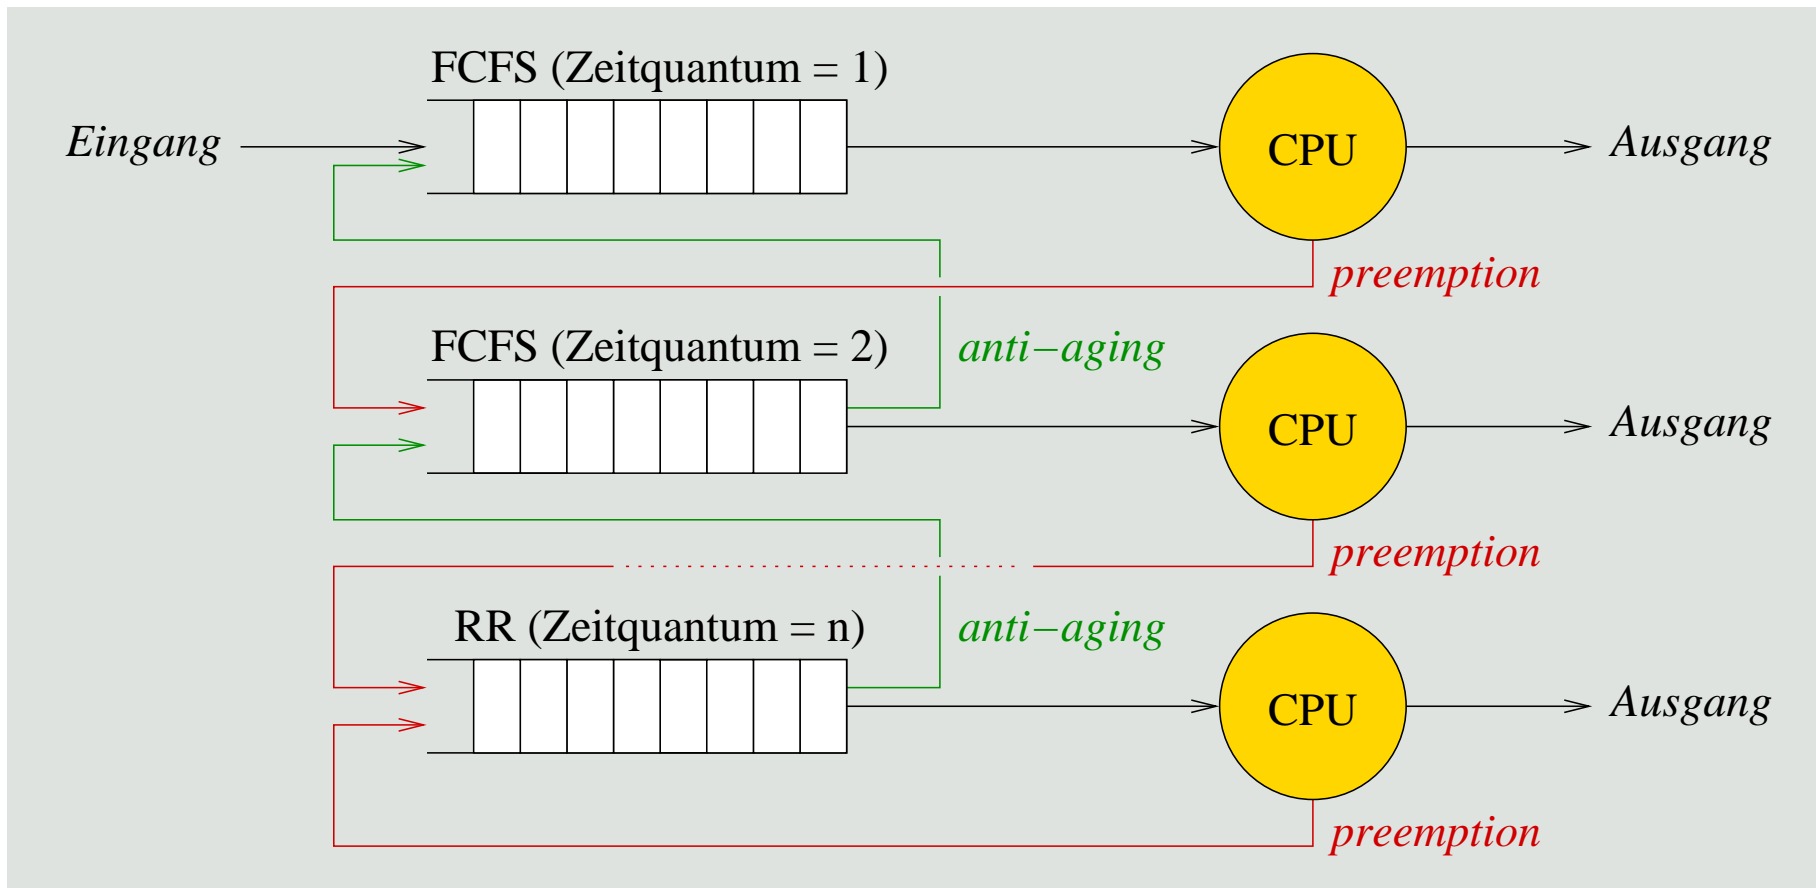 FCFS (Zeitquantum = 1)
Eingang
CPU
Ausgang
preemption
FCFS (Zeitquantum = 2)
anti−aging
CPU
Ausgang
preemption
RR (Zeitquantum = n)
anti−aging
CPU
Ausgang
preemption